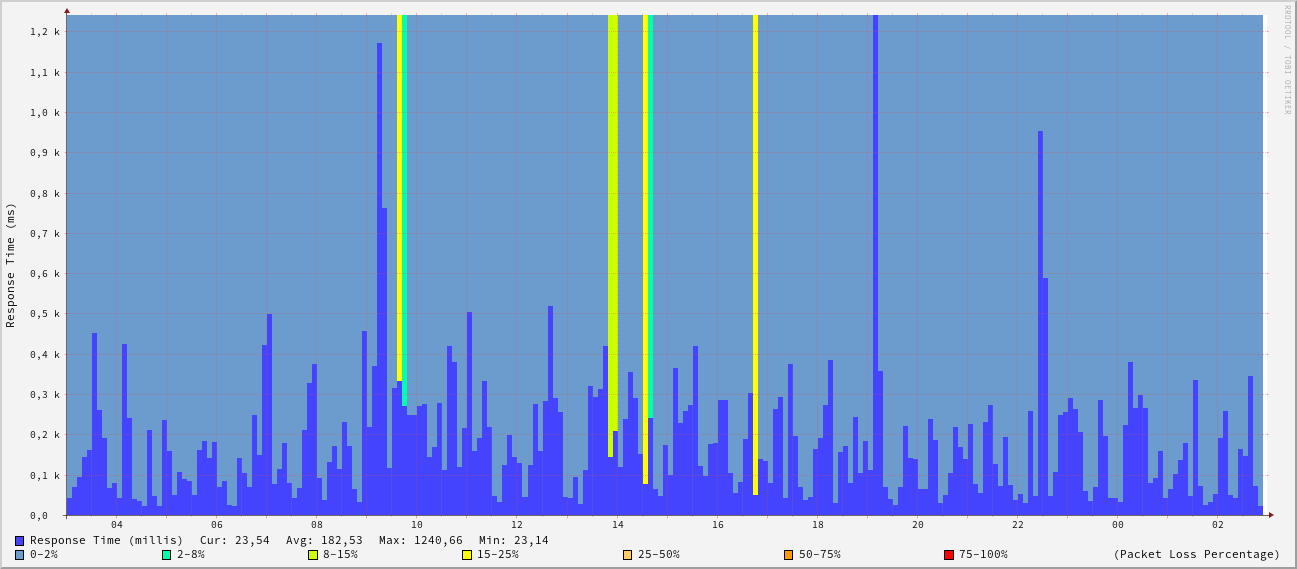 RRDTOOL / TOBI OETIKER
Response Time (ms)
1,2 k
1,1 k
1,0 k
0,9 k
0,8 k
0,7 k
0,6 k
0,5 k
0,4 k
0,3 k
0,2 k
0,1 k
0,0
04 06 08 10 12 14 16 18 20 22 00 02
Response Time (millis) Cur: 23,54 Avg: 182,53 Max: 1240,66 Min: 23,14
0-2% 2-8% 8-15% 15-25% 25-50% 50-75% 75-100% (Packet Loss Percentage)